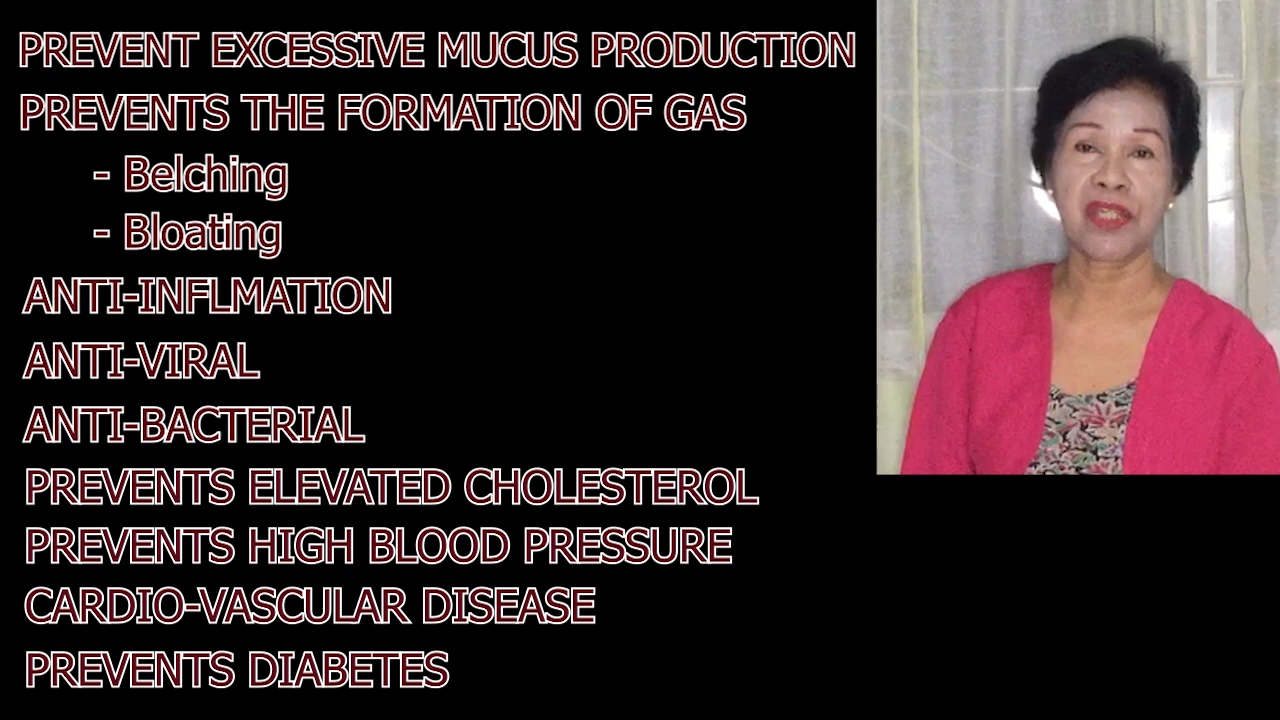 PREVENT EXCESSIVE MUCUS PRODUCTION
PREVENTS THE FORMATION OF GAS
- Belching
- Bloating
ANTI-INFLMATION
ANTI-VIRAL
ANTI-BACTERIAL
PREVENTS ELEVATED CHOLESTEROL
PREVENTS HIGH BLOOD PRESSURE
CARDIO-VASCULAR DISEASE
PREVENTS DIABETES